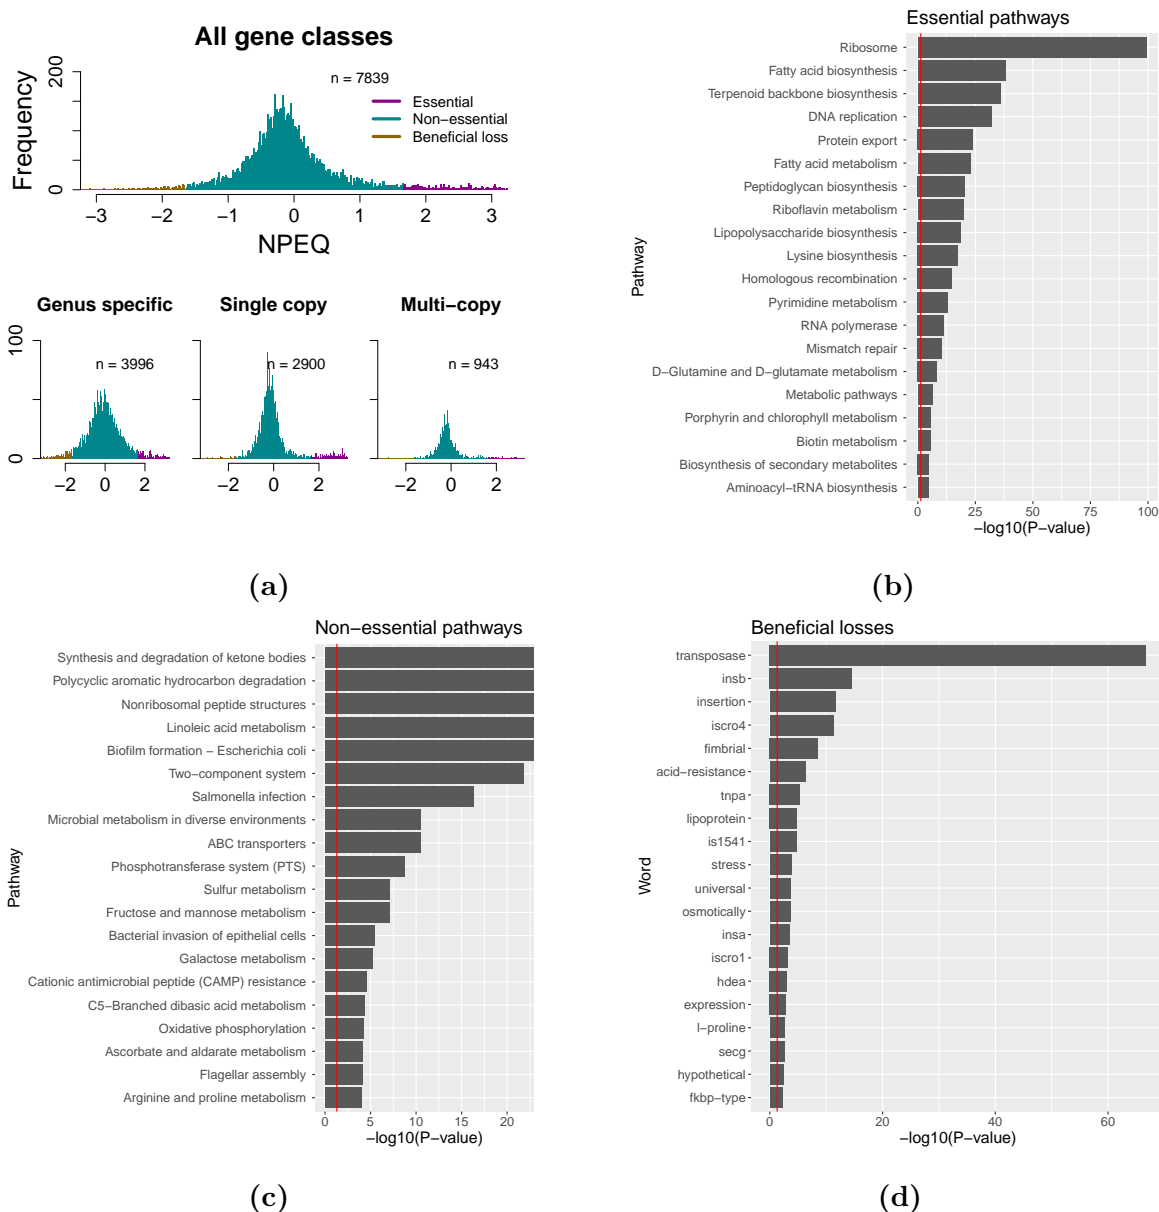 All gene classes
Frequency
200
0
n = 7839
Essential
Non−essential
Beneficial loss
−3 −2 −1 0 1 2 3
NPEQ
Genus specific
Single copy
Multi−copy
100
0
n = 3996
n = 2900
n = 943
−2 0 2
−2 0 2
−2 0 2
(a)
Essential pathways
Pathway
Ribosome
Fatty acid biosynthesis
Terpenoid backbone biosynthesis
DNA replication
Protein export
Fatty acid metabolism
Peptidoglycan biosynthesis
Riboflavin metabolism
Lipopolysaccharide biosynthesis
Lysine biosynthesis
Homologous recombination
Pyrimidine metabolism
RNA polymerase
Mismatch repair
D−Glutamine and D−glutamate metabolism
Metabolic pathways
Porphyrin and chlorophyll metabolism
Biotin metabolism
Biosynthesis of secondary metabolites
Aminoacyl−tRNA biosynthesis
0 25 50 75 100
−log10(P−value)
(b)
Non−essential pathways
Pathway
Synthesis and degradation of ketone bodies
Polycyclic aromatic hydrocarbon degradation
Nonribosomal peptide structures
Linoleic acid metabolism
Biofilm formation − Escherichia coli
Two−component system
Salmonella infection
Microbial metabolism in diverse environments
ABC transporters
Phosphotransferase system (PTS)
Sulfur metabolism
Fructose and mannose metabolism
Bacterial invasion of epithelial cells
Galactose metabolism
Cationic antimicrobial peptide (CAMP) resistance
C5−Branched dibasic acid metabolism
Oxidative phosphorylation
Ascorbate and aldarate metabolism
Flagellar assembly
Arginine and proline metabolism
0 5 10 15 20
−log10(P−value)
(c)
Beneficial losses
Word
transposase
insb
insertion
iscro4
fimbrial
acid−resistance
tnpa
lipoprotein
is1541
stress
universal
osmotically
insa
iscro1
hdea
expression
l−proline
secg
hypothetical
fkbp−type
0 20 40 60
−log10(P−value)
(d)